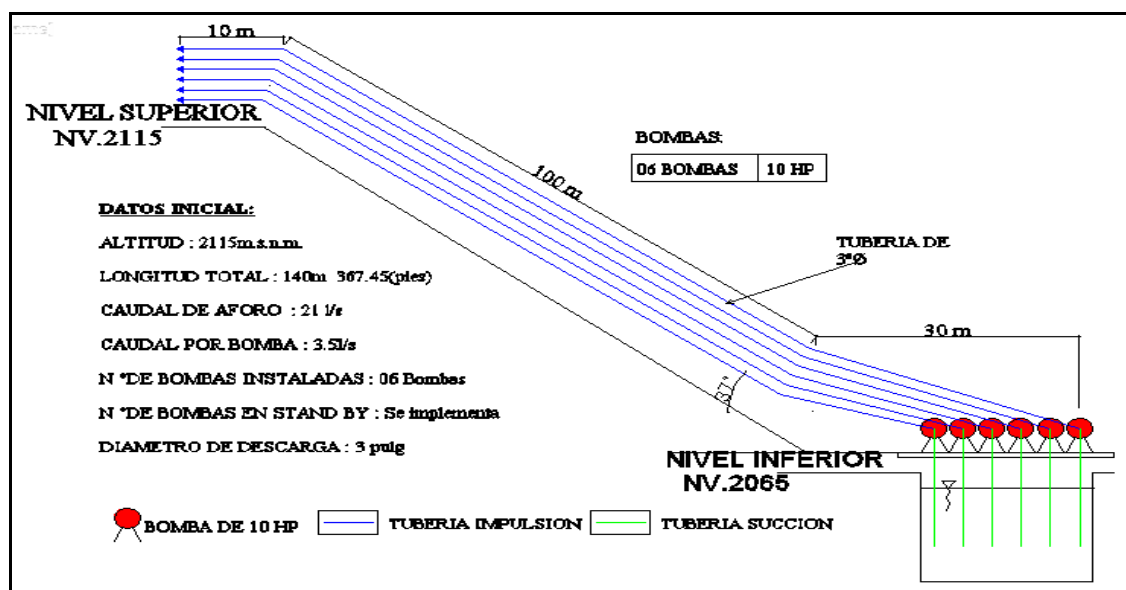 10 m
NIVEL SUPERIOR
NV.2115
BOMBAS:
06 BOMBAS 10 HP
100 m
DATOS INICIAL:
ALTITUD : 2115m.s.n.m.
LONGITUD TOTAL : 140m 367.45(pies)
CAUDAL DE AFORO : 21 l/s
CAUDAL POR BOMBA : 3.5l/s
N °DE BOMBAS INSTALADAS : 06 Bombas
N °DE BOMBAS EN STAND BY : Se implementa
DIAMETRO DE DESCARGA : 3 pulg
TUBERIA DE
3"Ø
30 m
37°
NIVEL INFERIOR
NV.2065
BOMBA DE 10 HP
TUBERIA IMPULSION
TUBERIA SUCCION